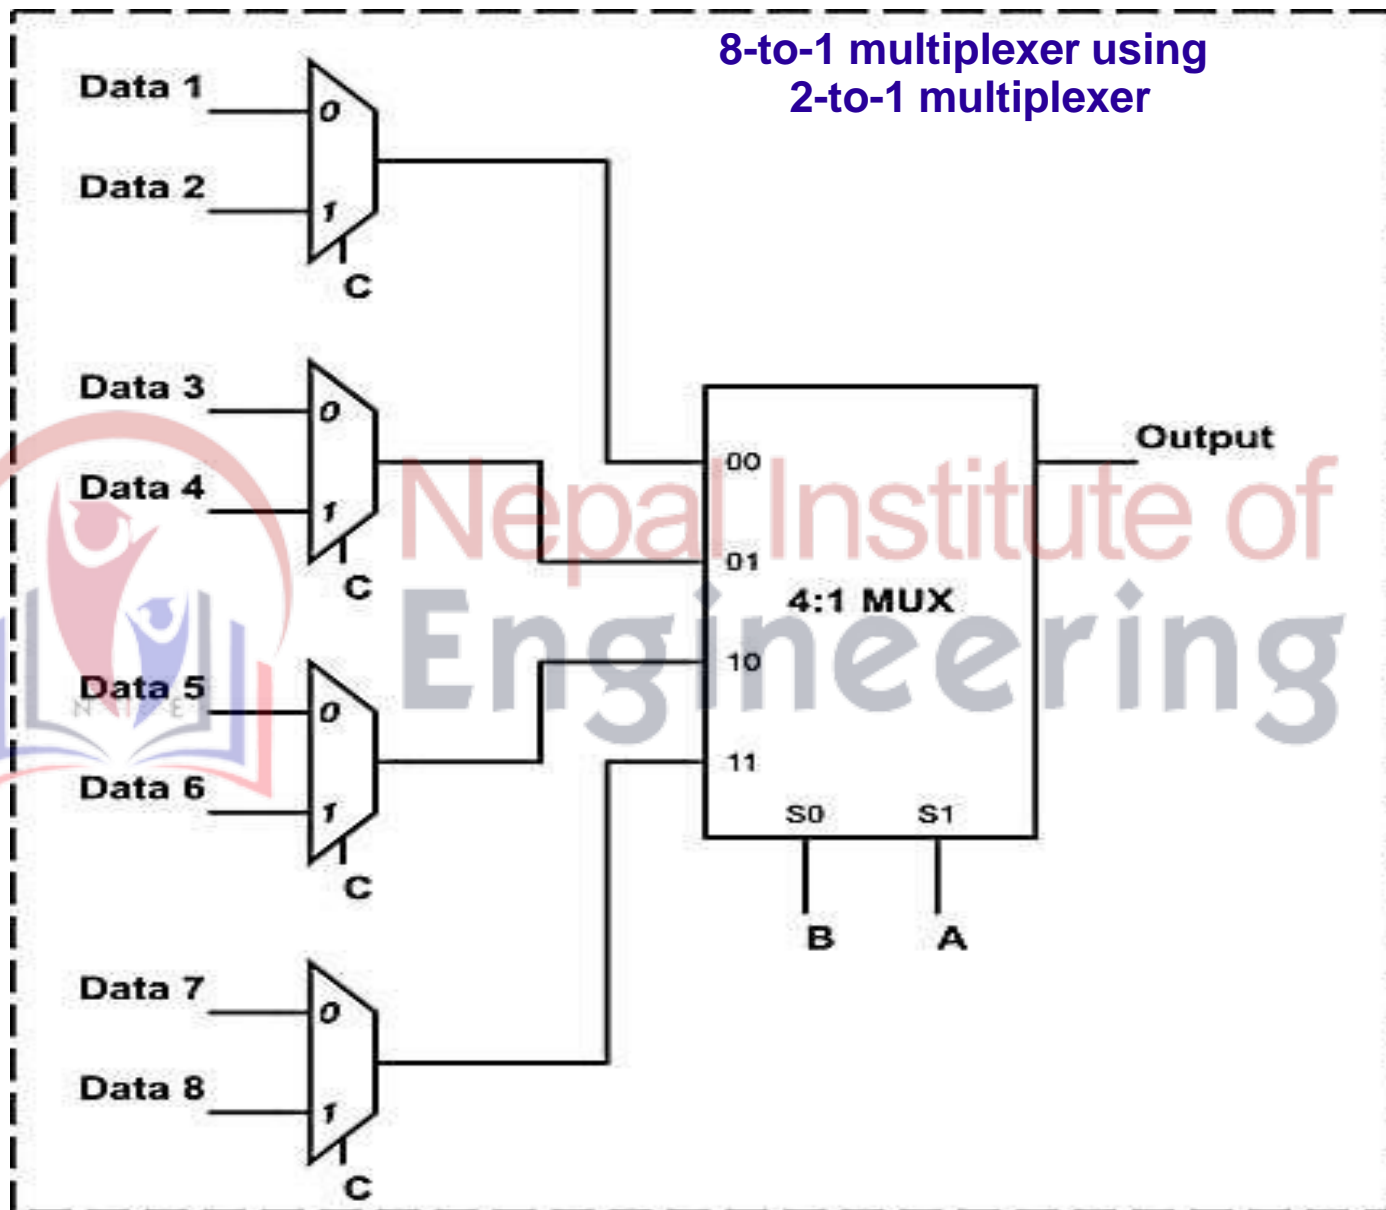 8-to-1 multiplexer using
2-to-1 multiplexer
Data 1
0
Data 2
1
C
Data 3
0
Data 4
1
C
Data 5
0
Data 6
1
C
Data 7
0
Data 8
1
C
00
01
4:1 MUX
10
11
S0 S1
B A
Output
Nepal Institute of
Engineering
N I E